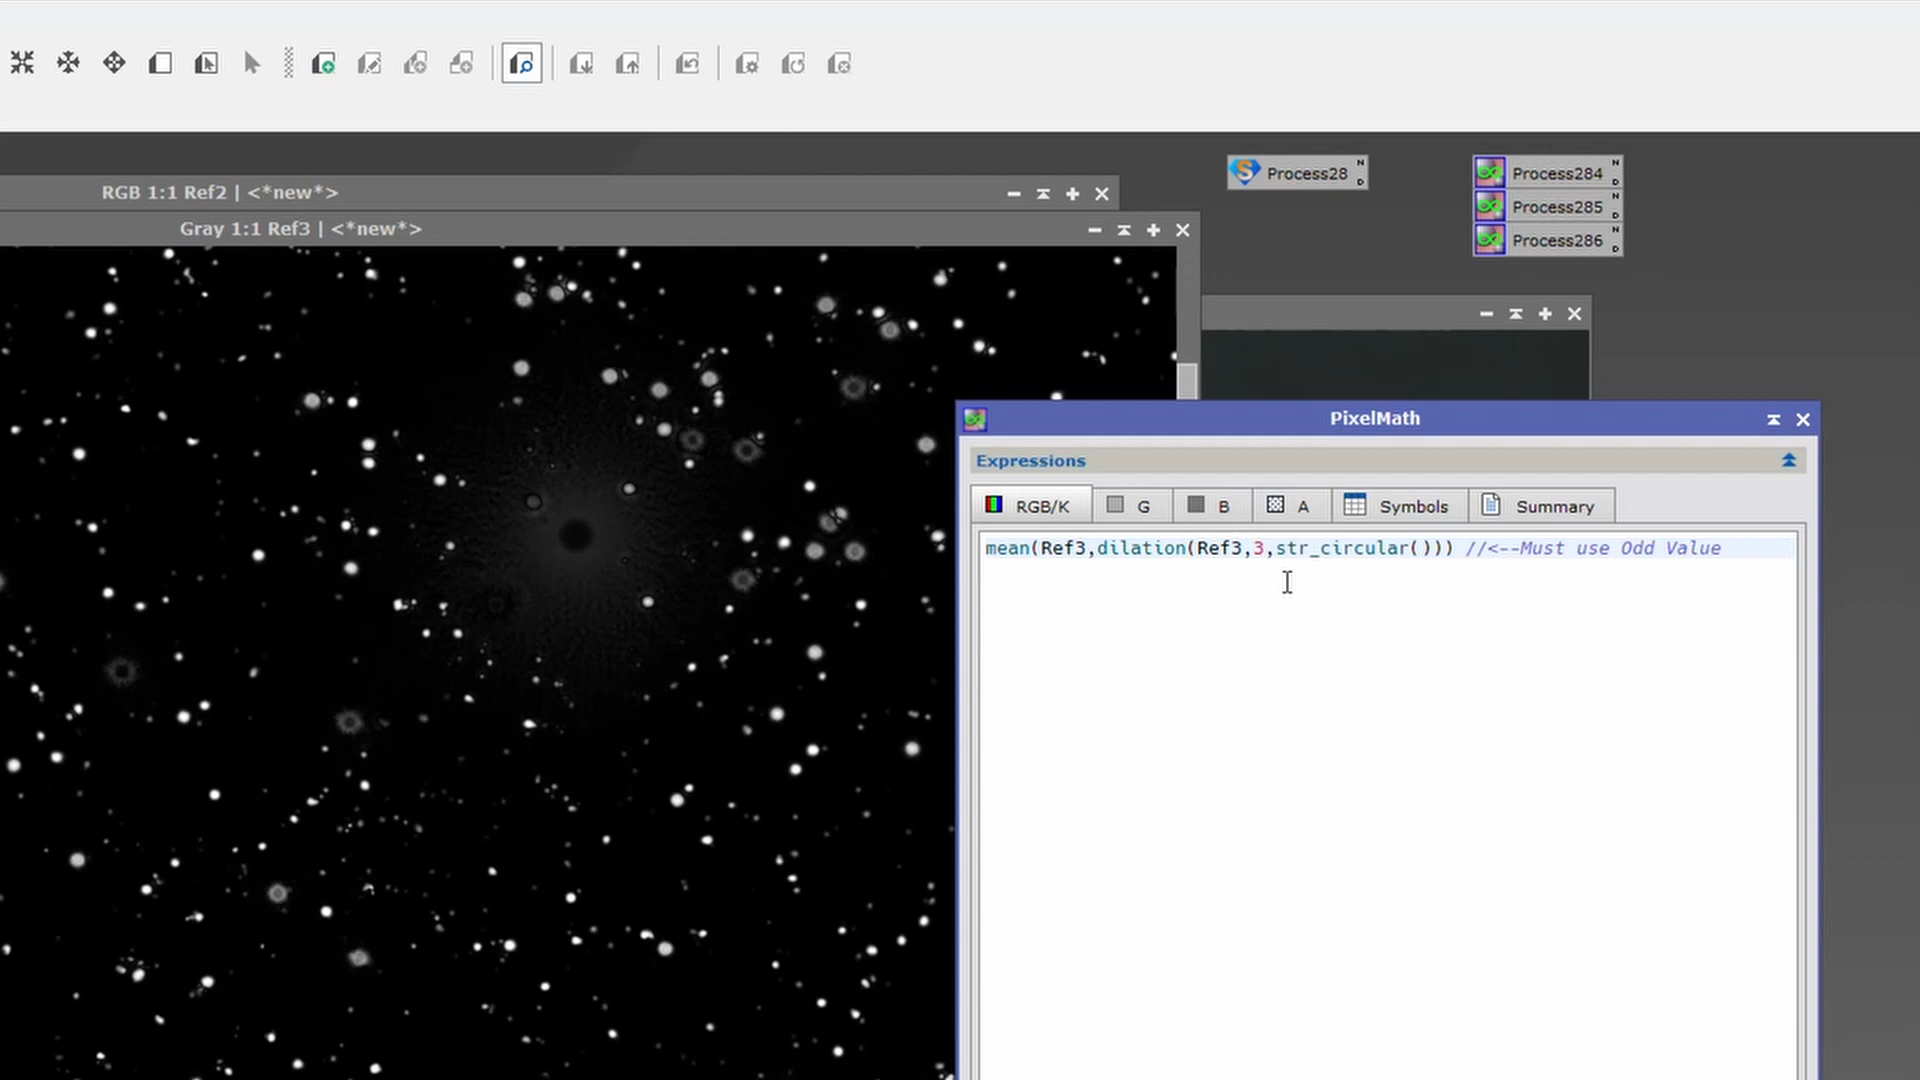 RGB 1:1 Ref2 | <*new*>
Gray 1:1 Ref3 | <*new*>
Process28
N
D
Process284
N
D
Process285
N
D
Process286
N
D
PixelMath
Expressions
RGB/K
G
B
A
Symbols
Summary
mean(Ref3,dilation(Ref3,3,str_circular())) //<--Must use Odd Value